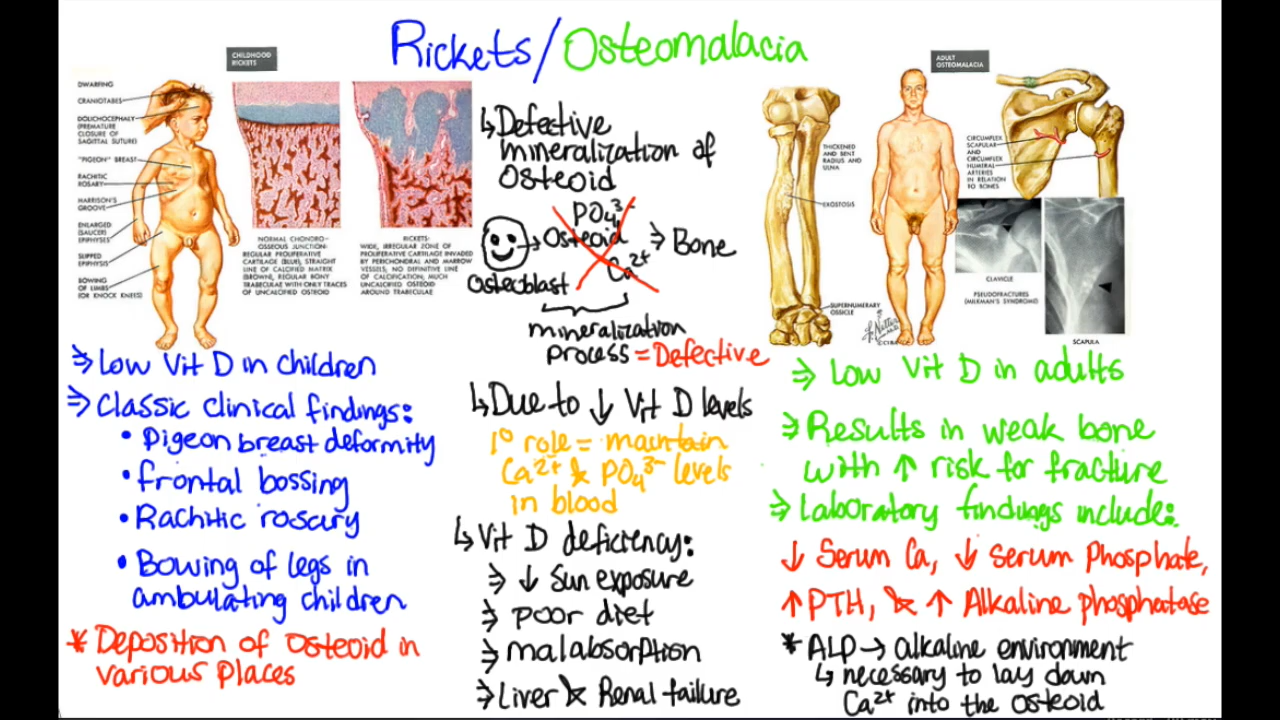 Rickets/Osteomalacia
CHILDHOOD
RICKETS
DWARFING
CRANIOTABES
DOLICHOCEPHALY
(PREMATURE
CLOSURE OF
SAGITTAL SUTURE)
"PIGEON" BREAST
RACHITIC
ROSARY
HARRISON'S
GROOVE
ENLARGED
(SAUCER)
EPIPHYSES
SLIPPED
EPIPHYSIS
BOWING
OF LIMBS
(OR KNOCK KNEES)
NORMAL CHONDRO-
OSSEOUS JUNCTION-
REGULAR PROLIFERATIVE
CARTILAGE (BLUE), STRAIGHT
LINE OF CALCIFIED MATRIX
(BROWN), REGULAR BONY
TRABECULAE WITH ONLY TRACES
OF UNCALCIFIED OSTEOID
RICKETS-
WIDE, IRREGULAR ZONE OF
PROLIFERATIVE CARTILAGE INVADED
BY PERICHONDRAL AND MARROW
VESSELS, NO DEFINITIVE LINE
OF CALCIFICATION, MUCH
UNCALCIFIED OSTEOID
AROUND TRABECULAE
⇒ Low Vit D in children
⇒ Classic clinical findings:
• Pigeon breast deformity
• frontal bossing
• Rachitic rosary
• Bowing of legs in
ambulating children
* Deposition of osteoid in
various places
↳ Defective
mineralization of
Osteoid
PO₄³⁻
→ Osteoid ⇒ Bone
Ca²⁺
Osteoblast
mineralization
process = Defective
↳ Due to ↓ Vit D levels
1° role = maintain
Ca²⁺ & PO₄³⁻ levels
in blood
↳ Vit D deficiency:
⇒ ↓ Sun exposure
⇒ poor diet
⇒ malabsorption
⇒ Liver & Renal failure
ADULT
OSTEOMALACIA
THICKENED
AND BENT
RADIUS AND
ULNA
EXOSTOSIS
SUPERNUMERARY
OSSICLE
F. Netter
M.D.
©CIBA
CIRCUMFLEX
SCAPULAR
AND
CIRCUMFLEX
HUMERAL
ARTERIES
IN RELATION
TO BONES
CLAVICLE
PSEUDOFRACTURES
(MILKMAN'S SYNDROME)
SCAPULA
⇒ Low Vit D in adults
⇒ Results in weak bone
with ↑ risk for fracture
⇒ Laboratory findings include:
↓ Serum Ca, ↓ serum Phosphate,
↑ PTH, & ↑ Alkaline phosphatase
* ALP → alkaline environment
↳ necessary to lay down
Ca²⁺ into the osteoid